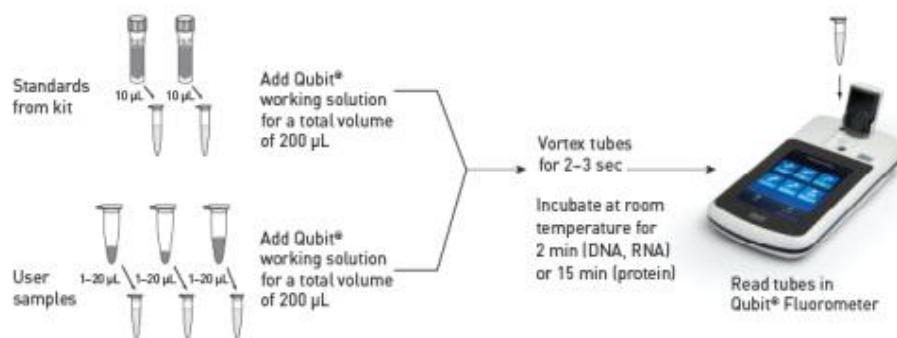 Standards
from kit
10 µL
10 µL
Add Qubit®
working solution
for a total volume
of 200 µL
User
samples
1–20 µL
1–20 µL
1–20 µL
Add Qubit®
working solution
for a total volume
of 200 µL
Vortex tubes
for 2–3 sec
Incubate at room
temperature for
2 min (DNA, RNA)
or 15 min (protein)
Read tubes in
Qubit® Fluorometer